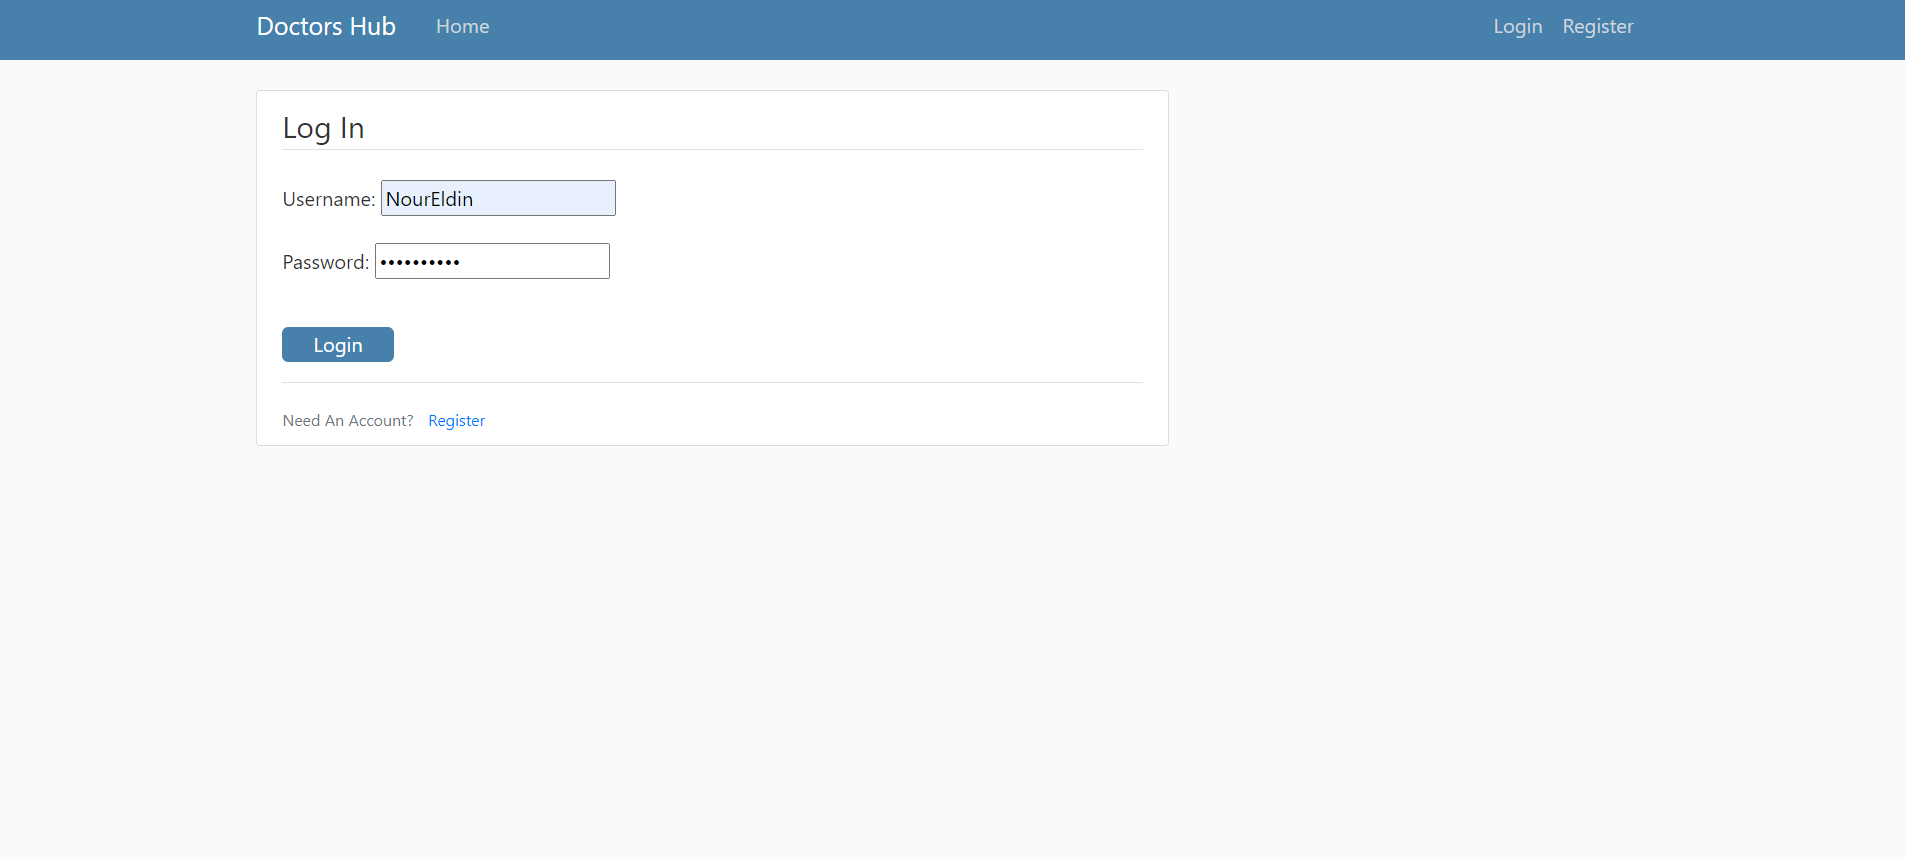 Doctors Hub Home Login Register
Log In
Username: NourEldin
Password: ••••••••••
Login
Need An Account? Register